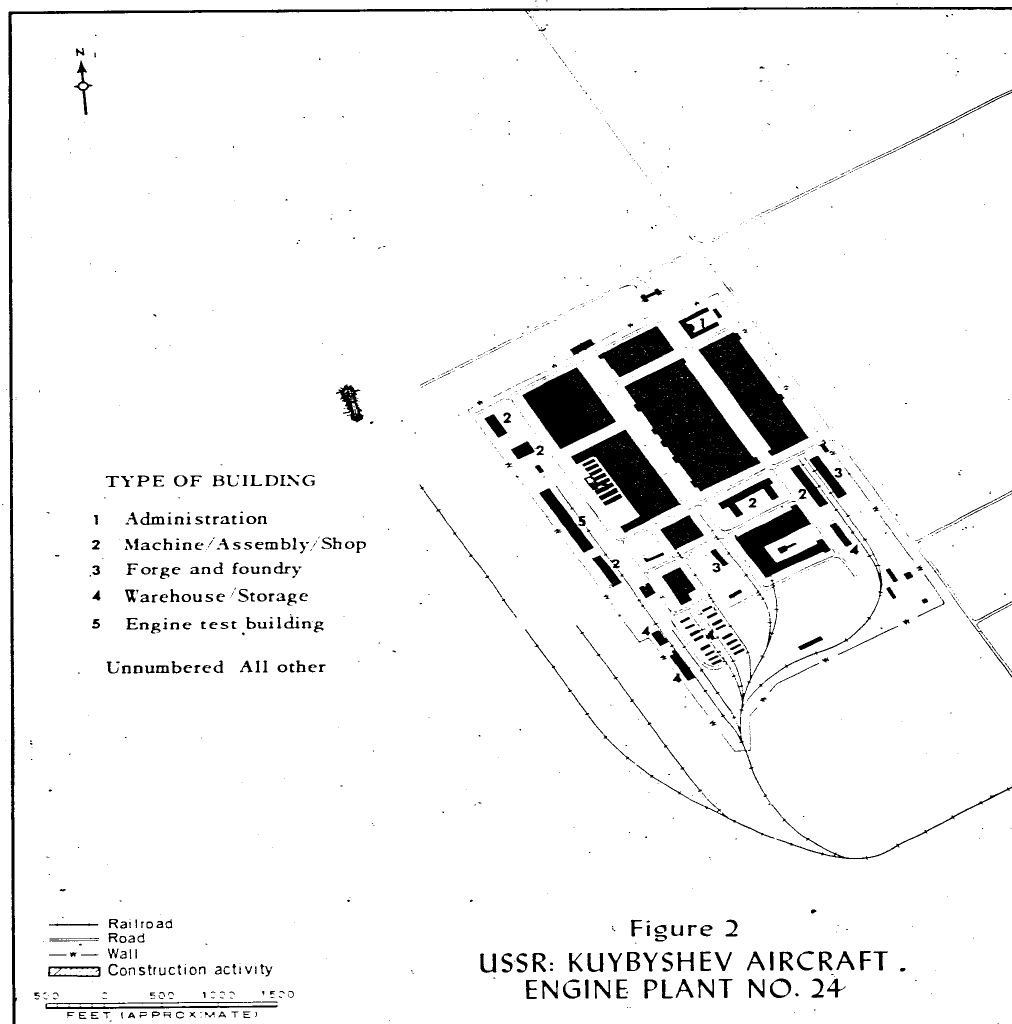 N
7
2
2
3
2
2
5
4
3
2
4
4
4
TYPE OF BUILDING
1 Administration
2 Machine/Assembly/Shop
3 Forge and foundry
4 Warehouse/Storage
5 Engine test building
Unnumbered All other
Railroad
Road
Wall
Construction activity
500 0 500 1000 1500
FEET (APPROXIMATE)
Figure 2
USSR: KUYBYSHEV AIRCRAFT
ENGINE PLANT NO. 24